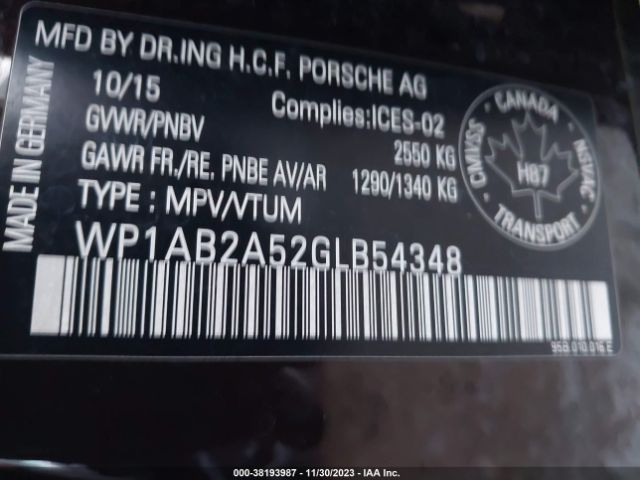 MFD BY DR.ING H.C.F. PORSCHE AG
10/15
Complies:ICES-02
GVWR/PNBV
2550 KG
GAWR FR./RE. PNBE AV/AR
1290/1340 KG
TYPE : MPV/VTUM
WP1AB2A52GLB54348
MADE IN GERMANY
CANADA
CMVSS
NSVAC
H87
TRANSPORT
95B.010.016.E
000-38193987 - 11/30/2023 - IAA Inc.